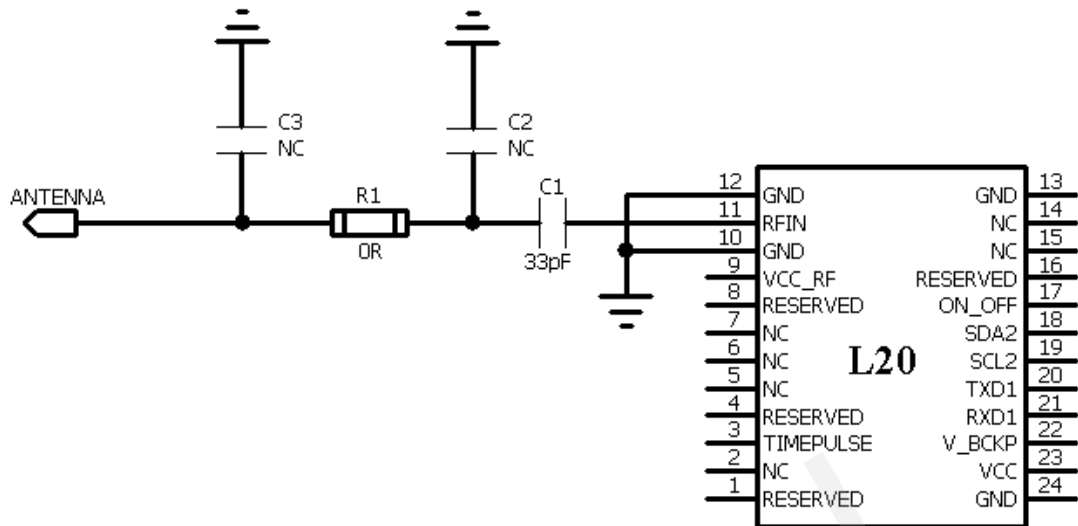 C3
NC
C2
NC
ANTENNA
R1
0R
C1
33pF
L20
12 GND GND 13
11 RFIN NC 14
10 GND NC 15
9 VCC_RF RESERVED 16
8 RESERVED ON_OFF 17
7 NC SDA2 18
6 NC SCL2 19
5 NC TXD1 20
4 RESERVED RXD1 21
3 TIMEPULSE V_BCKP 22
2 NC VCC 23
1 RESERVED GND 24